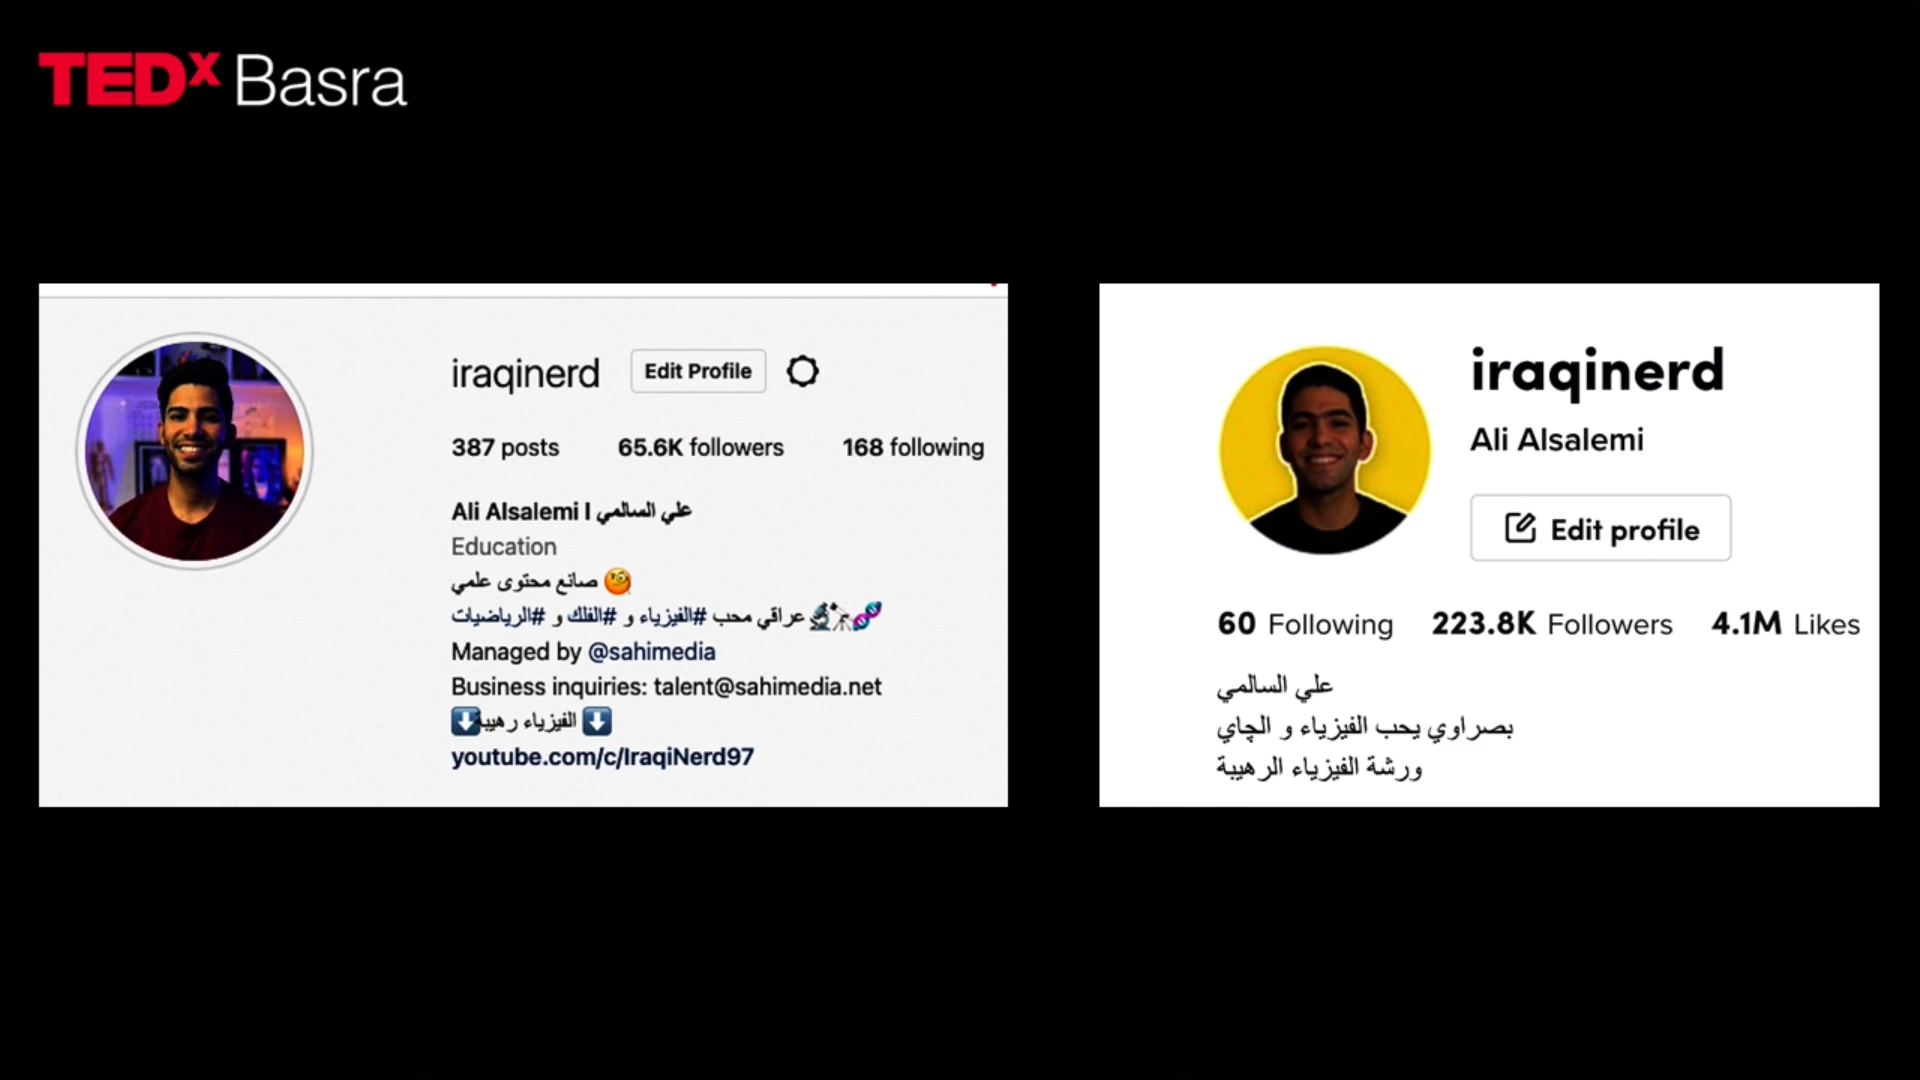 TEDx Basra
iraqinerd Edit Profile
387 posts 65.6K followers 168 following
Ali Alsalemi | علي السالمي
Education
صانع محتوى علمي 🧐
عراقي محب #الفيزياء و #الفلك و #الرياضيات 🔬🔭🧬
Managed by @sahimedia
Business inquiries: talent@sahimedia.net
⬇️ الفيزياء رهيبة ⬇️
youtube.com/c/IraqiNerd97
iraqinerd
Ali Alsalemi
Edit profile
60 Following 223.8K Followers 4.1M Likes
علي السالمي
بصراوي يحب الفيزياء و الچاي
ورشة الفيزياء الرهيبة